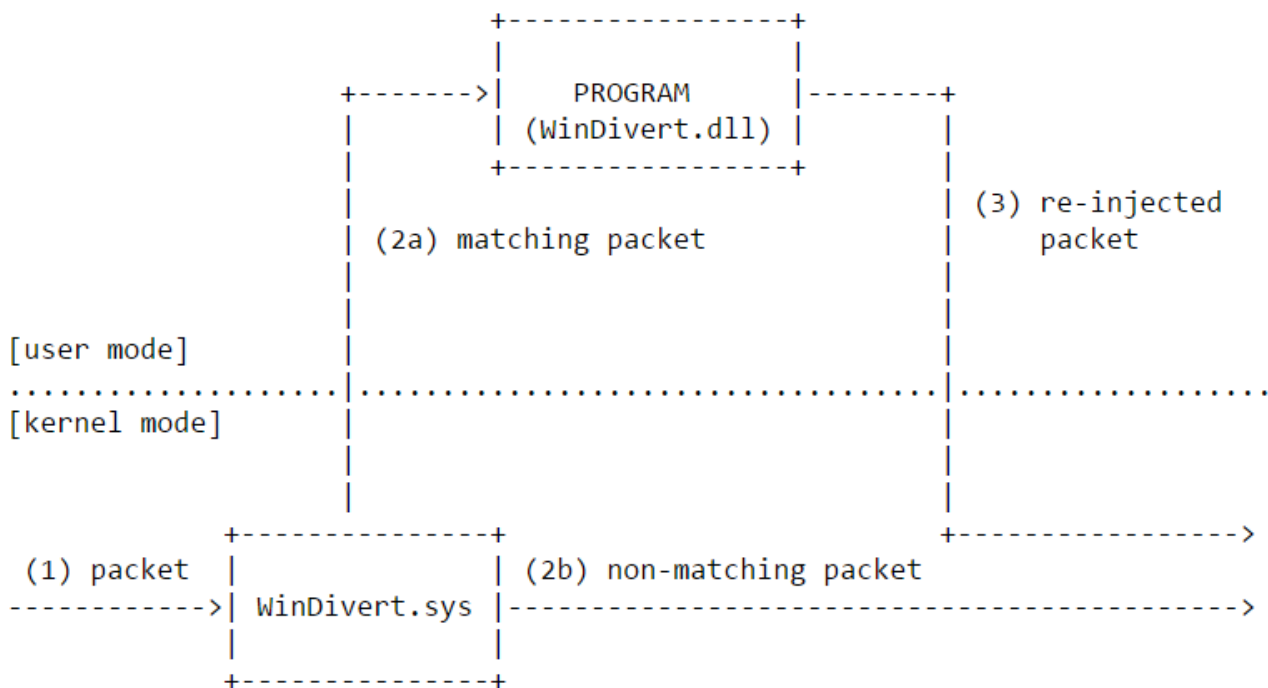 PROGRAM
(WinDivert.dll)
(2a) matching packet
(3) re-injected
packet
[user mode]
[kernel mode]
(1) packet
WinDivert.sys
(2b) non-matching packet